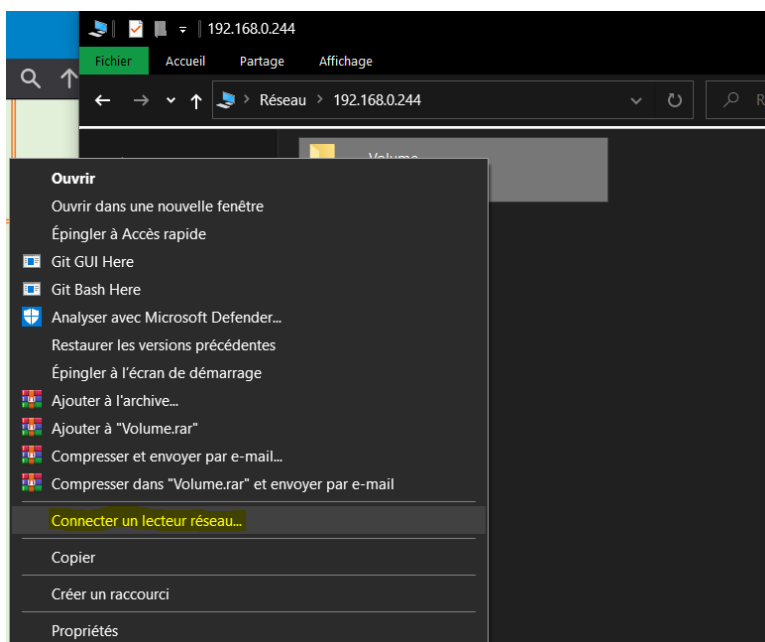 192.168.0.244
Fichier Accueil Partage Affichage
Réseau > 192.168.0.244
R
Volume
Ouvrir
Ouvrir dans une nouvelle fenêtre
Épingler à Accès rapide
Git GUI Here
Git Bash Here
Analyser avec Microsoft Defender...
Restaurer les versions précédentes
Épingler à l'écran de démarrage
Ajouter à l'archive...
Ajouter à "Volume.rar"
Compresser et envoyer par e-mail...
Compresser dans "Volume.rar" et envoyer par e-mail
Connecter un lecteur réseau...
Copier
Créer un raccourci
Propriétés